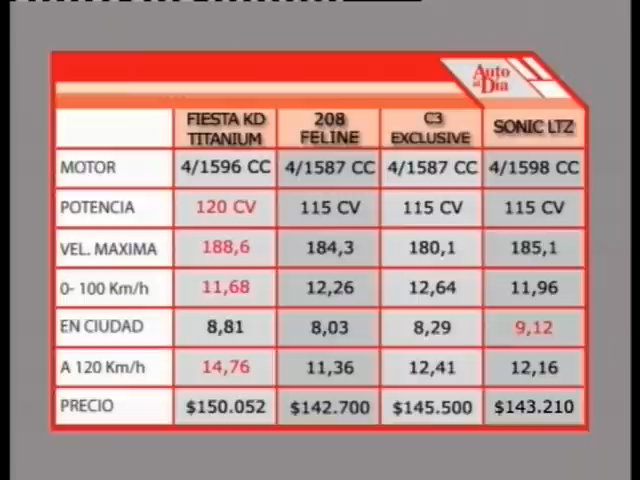 Auto
al
Dia
FIESTA KD TITANIUM 208 FELINE C3 EXCLUSIVE SONIC LTZ
MOTOR 4/1596 CC 4/1587 CC 4/1587 CC 4/1598 CC
POTENCIA 120 CV 115 CV 115 CV 115 CV
VEL. MAXIMA 188,6 184,3 180,1 185,1
0- 100 Km/h 11,68 12,26 12,64 11,96
EN CIUDAD 8,81 8,03 8,29 9,12
A 120 Km/h 14,76 11,36 12,41 12,16
PRECIO $150.052 $142.700 $145.500 $143.210